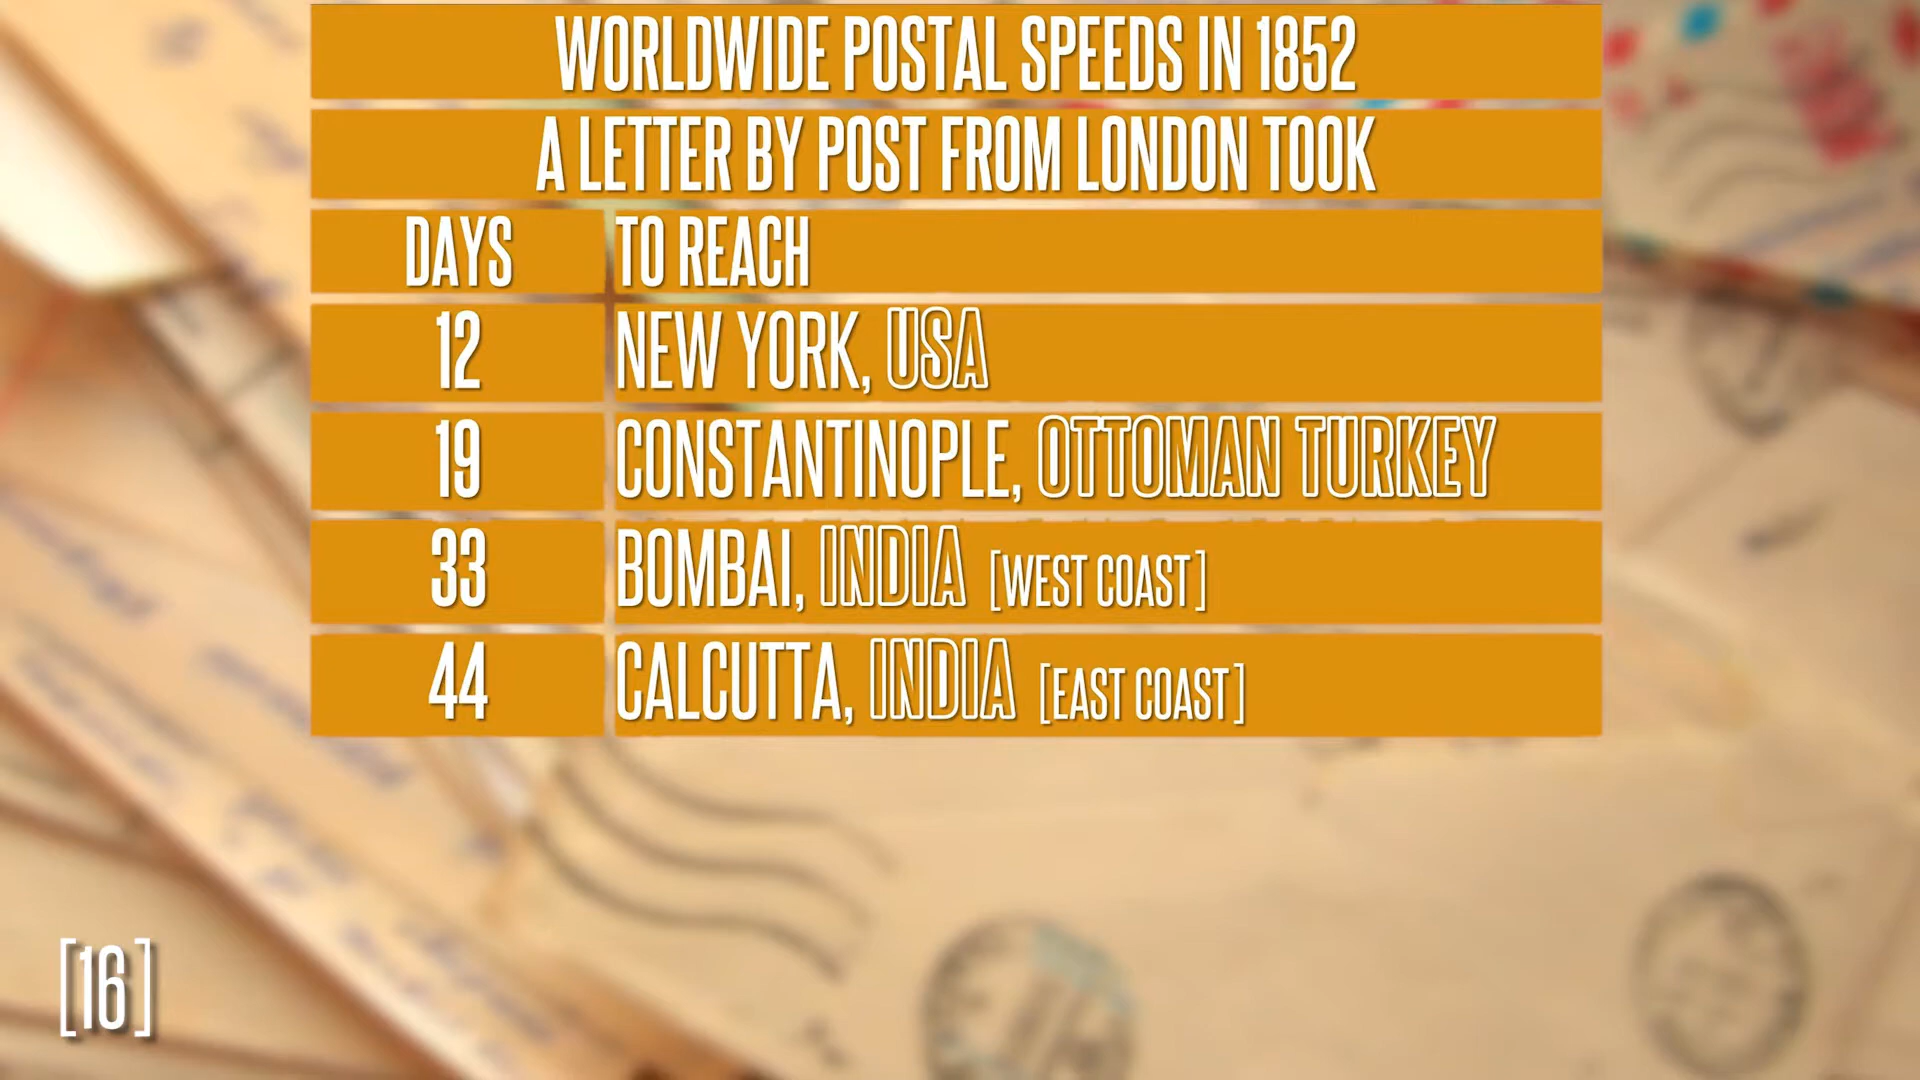 WORLDWIDE POSTAL SPEEDS IN 1852
A LETTER BY POST FROM LONDON TOOK
DAYS TO REACH
12 NEW YORK, USA
19 CONSTANTINOPLE, OTTOMAN TURKEY
33 BOMBAI, INDIA [WEST COAST]
44 CALCUTTA, INDIA [EAST COAST]
[16]